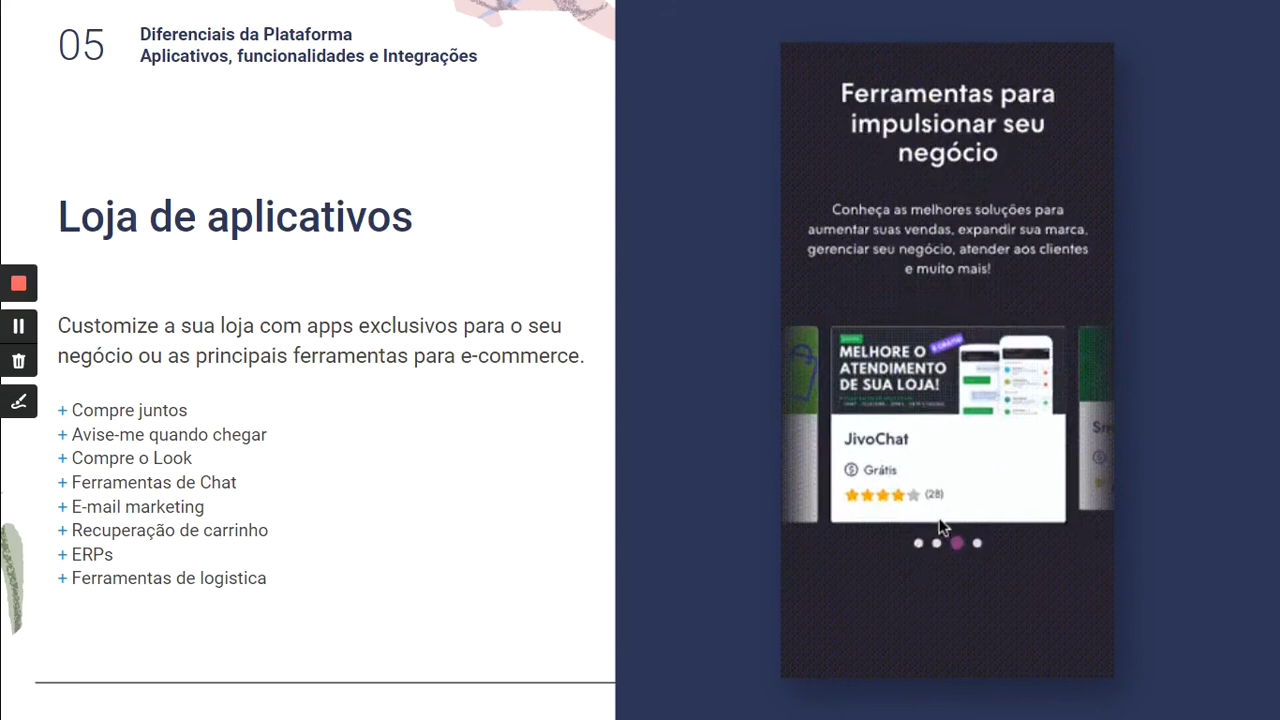 05
Diferenciais da Plataforma
Aplicativos, funcionalidades e Integrações
Loja de aplicativos
Customize a sua loja com apps exclusivos para o seu
negócio ou as principais ferramentas para e-commerce.
+ Compre juntos
+ Avise-me quando chegar
+ Compre o Look
+ Ferramentas de Chat
+ E-mail marketing
+ Recuperação de carrinho
+ ERPs
+ Ferramentas de logistica
Ferramentas para
impulsionar seu
negócio
Conheça as melhores soluções para
aumentar suas vendas, expandir sua marca,
gerenciar seu negócio, atender aos clientes
e muito mais!
MELHORE O
ATENDIMENTO
DE SUA LOJA!
JivoChat
Grátis
(28)